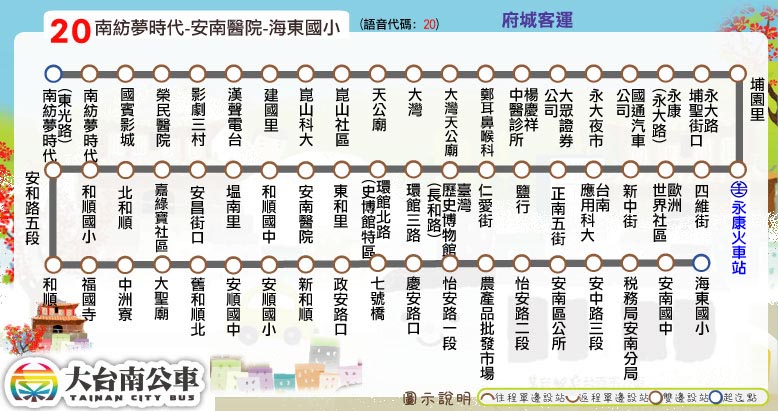 20 南紡夢時代-安南醫院-海東國小 (語音代碼: 20) 府城客運
南紡夢時代(東光路)
南紡夢時代
國賓影城
榮民醫院
影劇三村
漢聲電台
建國里
崑山科大
崑山社區
天公廟
大灣
大灣天公廟
鄭耳鼻喉科
楊慶祥中醫診所
大眾證券公司
永大夜市
國通汽車公司
永康(永大路)
永大路埔聖街口
埔園里
永康火車站
四維街
歐洲世界社區
新中街
台南應用科大
正南五街
鹽行
仁愛街
臺灣歷史博物館(長和路)
環館三路
環館北路(史博館特區)
東和里
安南醫院
和順國中
塭南里
安昌街口
嘉綠寶社區
北和順
和順國小
安和路五段
和順
福國寺
中洲寮
大聖廟
舊和順北
安順國中
安順國小
新和順
政安路口
七號橋
慶安路口
怡安路一段
農產品批發市場
怡安路二段
安南區公所
安中路三段
稅務局安南分局
安南國中
海東國小
大台南公車
TAINAN CITY BUS
圖示說明 往程單邊設站 返程單邊設站 雙邊設站 起迄點